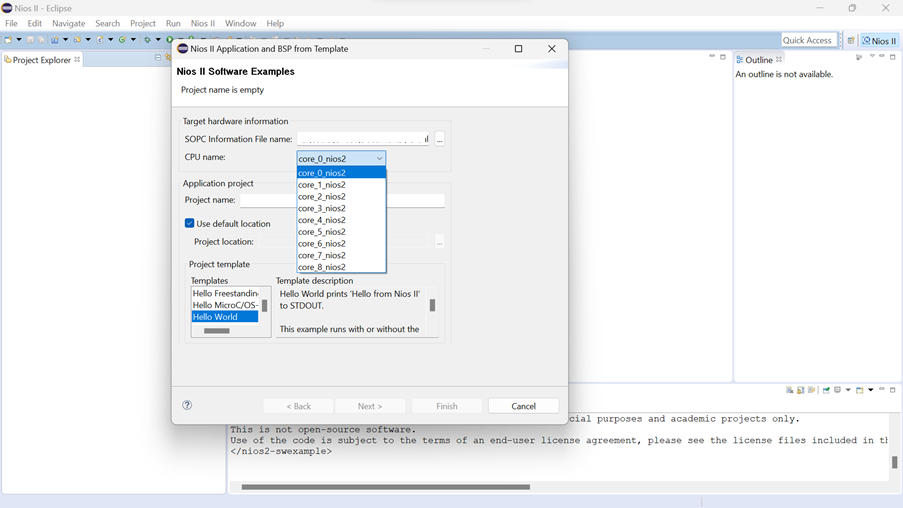 Nios II - Eclipse
File Edit Navigate Search Project Run Nios II Window Help
Quick Access
Nios II
Project Explorer
Outline
An outline is not available.
Nios II Application and BSP from Template
Nios II Software Examples
Project name is empty
Target hardware information
SOPC Information File name:
...
CPU name:
core_0_nios2
core_0_nios2
core_1_nios2
core_2_nios2
core_3_nios2
core_4_nios2
core_5_nios2
core_6_nios2
core_7_nios2
core_8_nios2
Application project
Project name:
Use default location
Project location:
...
Project template
Templates
Hello Freestandin
Hello MicroC/OS-
Hello World
Template description
Hello World prints 'Hello from Nios II'
to STDOUT.
This example runs with or without the
?
< Back
Next >
Finish
Cancel
cial purposes and academic projects only.
This is not open-source software.
Use of the code is subject to the terms of an end-user license agreement, please see the license files included in th
</nios2-swexample>